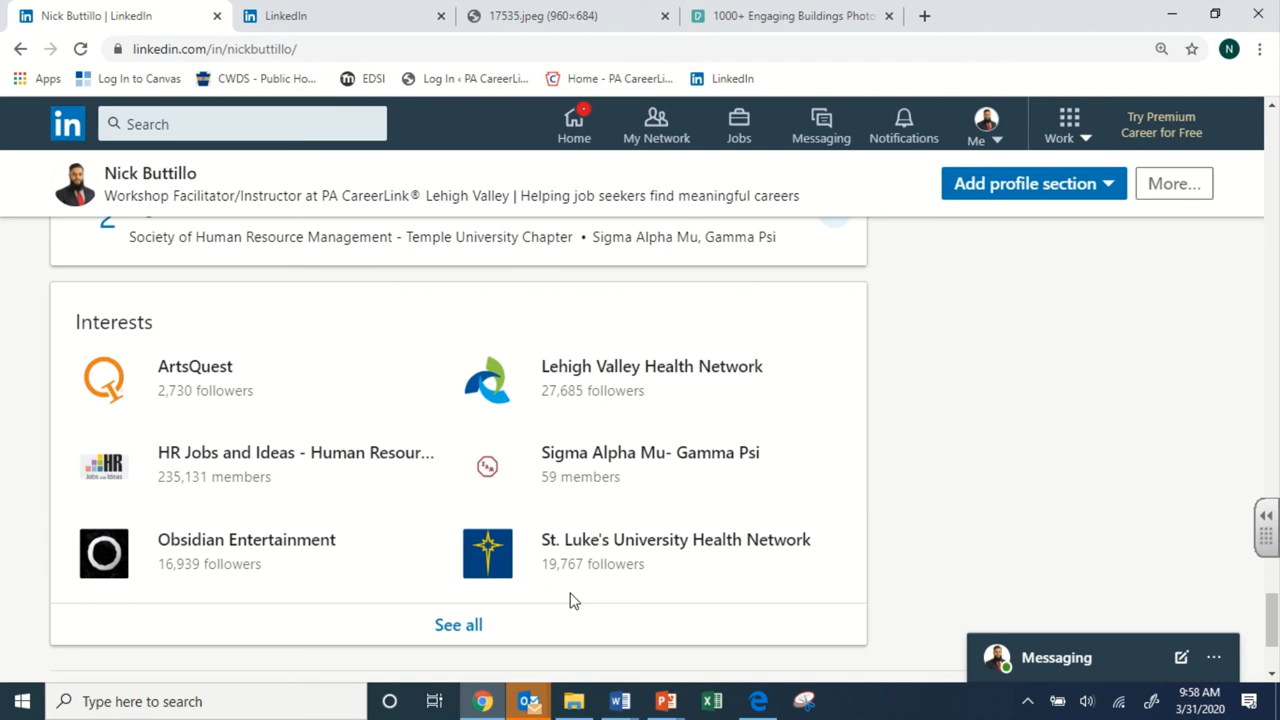 Nick Buttillo | LinkedIn
LinkedIn
17535.jpeg (960×684)
1000+ Engaging Buildings Photo
linkedin.com/in/nickbuttillo/
N
Apps
Log In to Canvas
CWDS - Public Ho...
EDSI
Log In ‹ PA CareerLi...
Home - PA CareerLi...
LinkedIn
in
Search
Home
My Network
Jobs
Messaging
Notifications
Me
Work
Try Premium
Career for Free
Nick Buttillo
Workshop Facilitator/Instructor at PA CareerLink® Lehigh Valley | Helping job seekers find meaningful careers
Add profile section
More...
2
Society of Human Resource Management - Temple University Chapter • Sigma Alpha Mu, Gamma Psi
Interests
ArtsQuest
2,730 followers
Lehigh Valley Health Network
27,685 followers
HR Jobs and Ideas
HR Jobs and Ideas - Human Resour...
235,131 members
Sigma Alpha Mu- Gamma Psi
59 members
Obsidian Entertainment
16,939 followers
St. Luke's University Health Network
19,767 followers
See all
Messaging
Type here to search
9:58 AM
3/31/2020